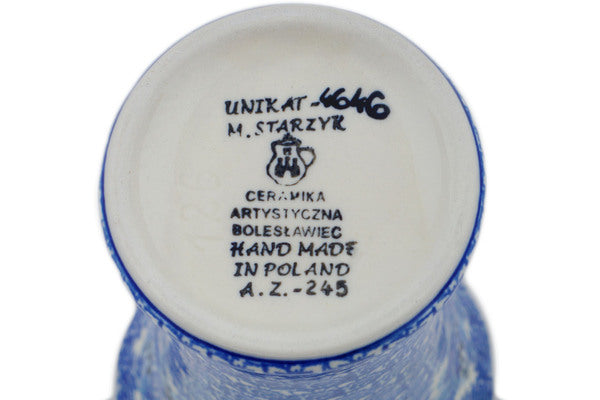 UNIKAT-4646
M. STARZYK
CERAMIKA
ARTYSTYCZNA
BOLESŁAWIEC
HAND MADE
IN POLAND
A.Z.-245